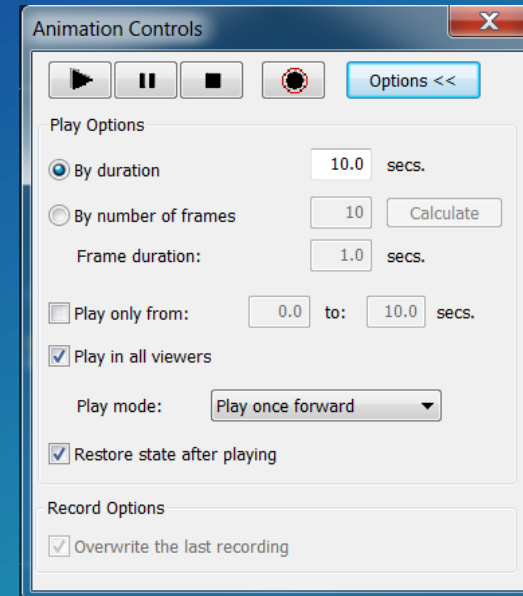 Animation Controls
Options <<
Play Options
By duration 10.0 secs.
By number of frames 10 Calculate
Frame duration: 1.0 secs.
Play only from: 0.0 to: 10.0 secs.
Play in all viewers
Play mode: Play once forward
Restore state after playing
Record Options
Overwrite the last recording